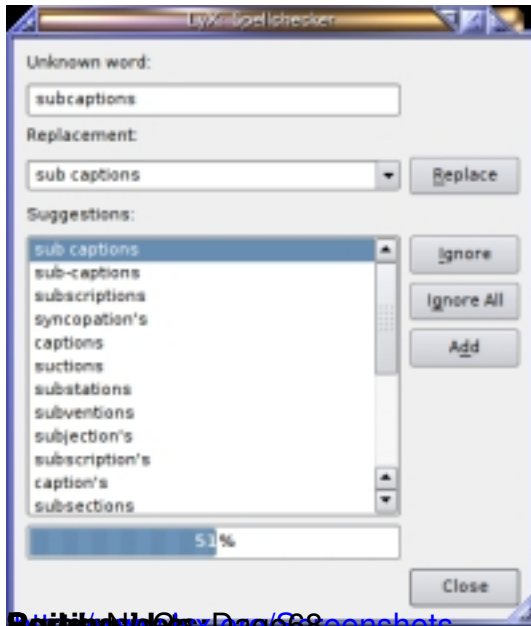 LyX: Spellchecker
Unknown word:
subcaptions
Replacement:
sub captions
Replace
Suggestions:
sub captions
sub-captions
subscriptions
syncopation's
captions
suctions
substations
subventions
subjection's
subscription's
caption's
subsections
Ignore
Ignore All
Add
51%
Close